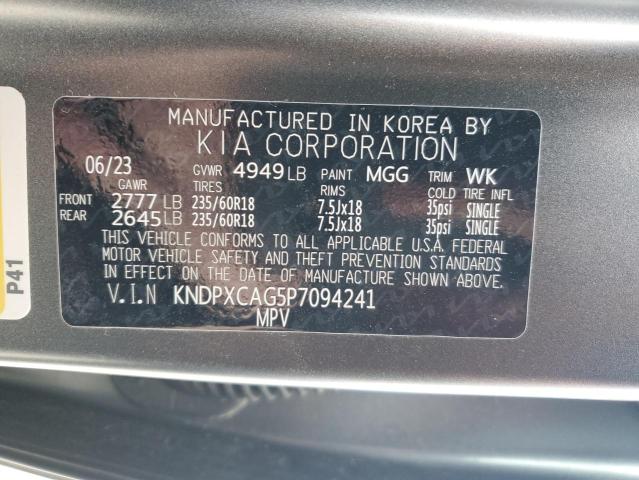 MANUFACTURED IN KOREA BY
KIA CORPORATION
06/23 GVWR 4949 LB PAINT MGG TRIM WK
GAWR TIRES RIMS COLD TIRE INFL
FRONT 2777 LB 235/60R18 7.5Jx18 35psi SINGLE
REAR 2645 LB 235/60R18 7.5Jx18 35psi SINGLE
THIS VEHICLE CONFORMS TO ALL APPLICABLE U.S.A. FEDERAL
MOTOR VEHICLE SAFETY AND THEFT PREVENTION STANDARDS
IN EFFECT ON THE DATE OF MANUFACTURE SHOWN ABOVE.
V.I.N KNDPXCAG5P7094241
MPV
P41